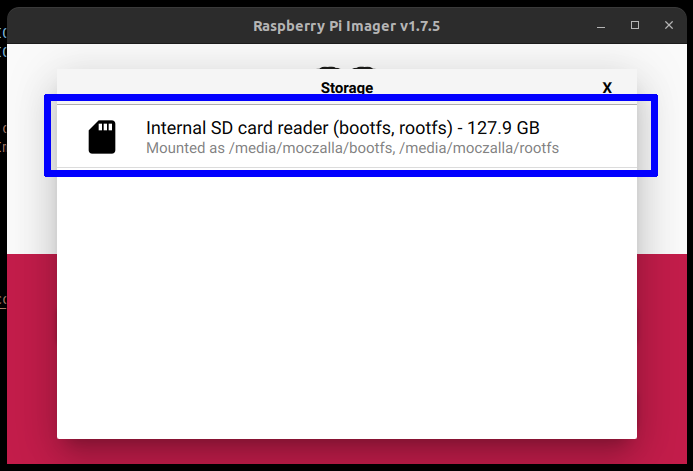 Raspberry Pi Imager v1.7.5
Storage
X
Internal SD card reader (bootfs, rootfs) - 127.9 GB
Mounted as /media/moczalla/bootfs, /media/moczalla/rootfs